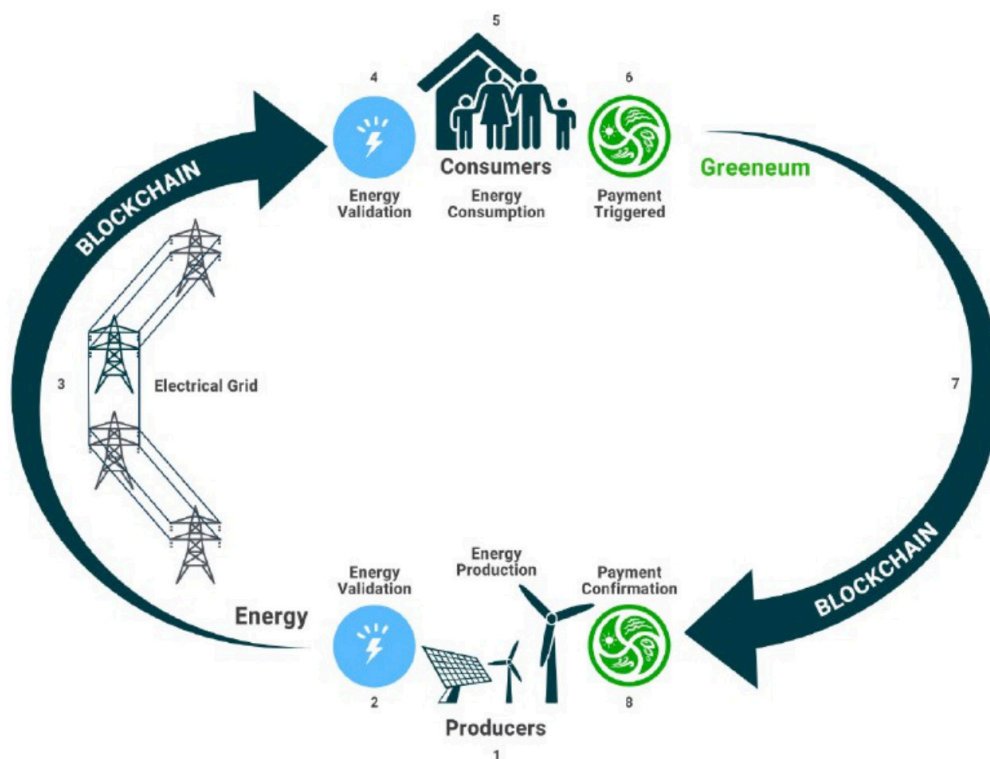 5
4
6
BLOCKCHAIN
Consumers
Greeneum
Energy
Validation
Energy
Consumption
Payment
Triggered
3
Electrical Grid
7
Energy
Validation
Energy
Production
Payment
Confirmation
BLOCKCHAIN
Energy
2
8
Producers
1